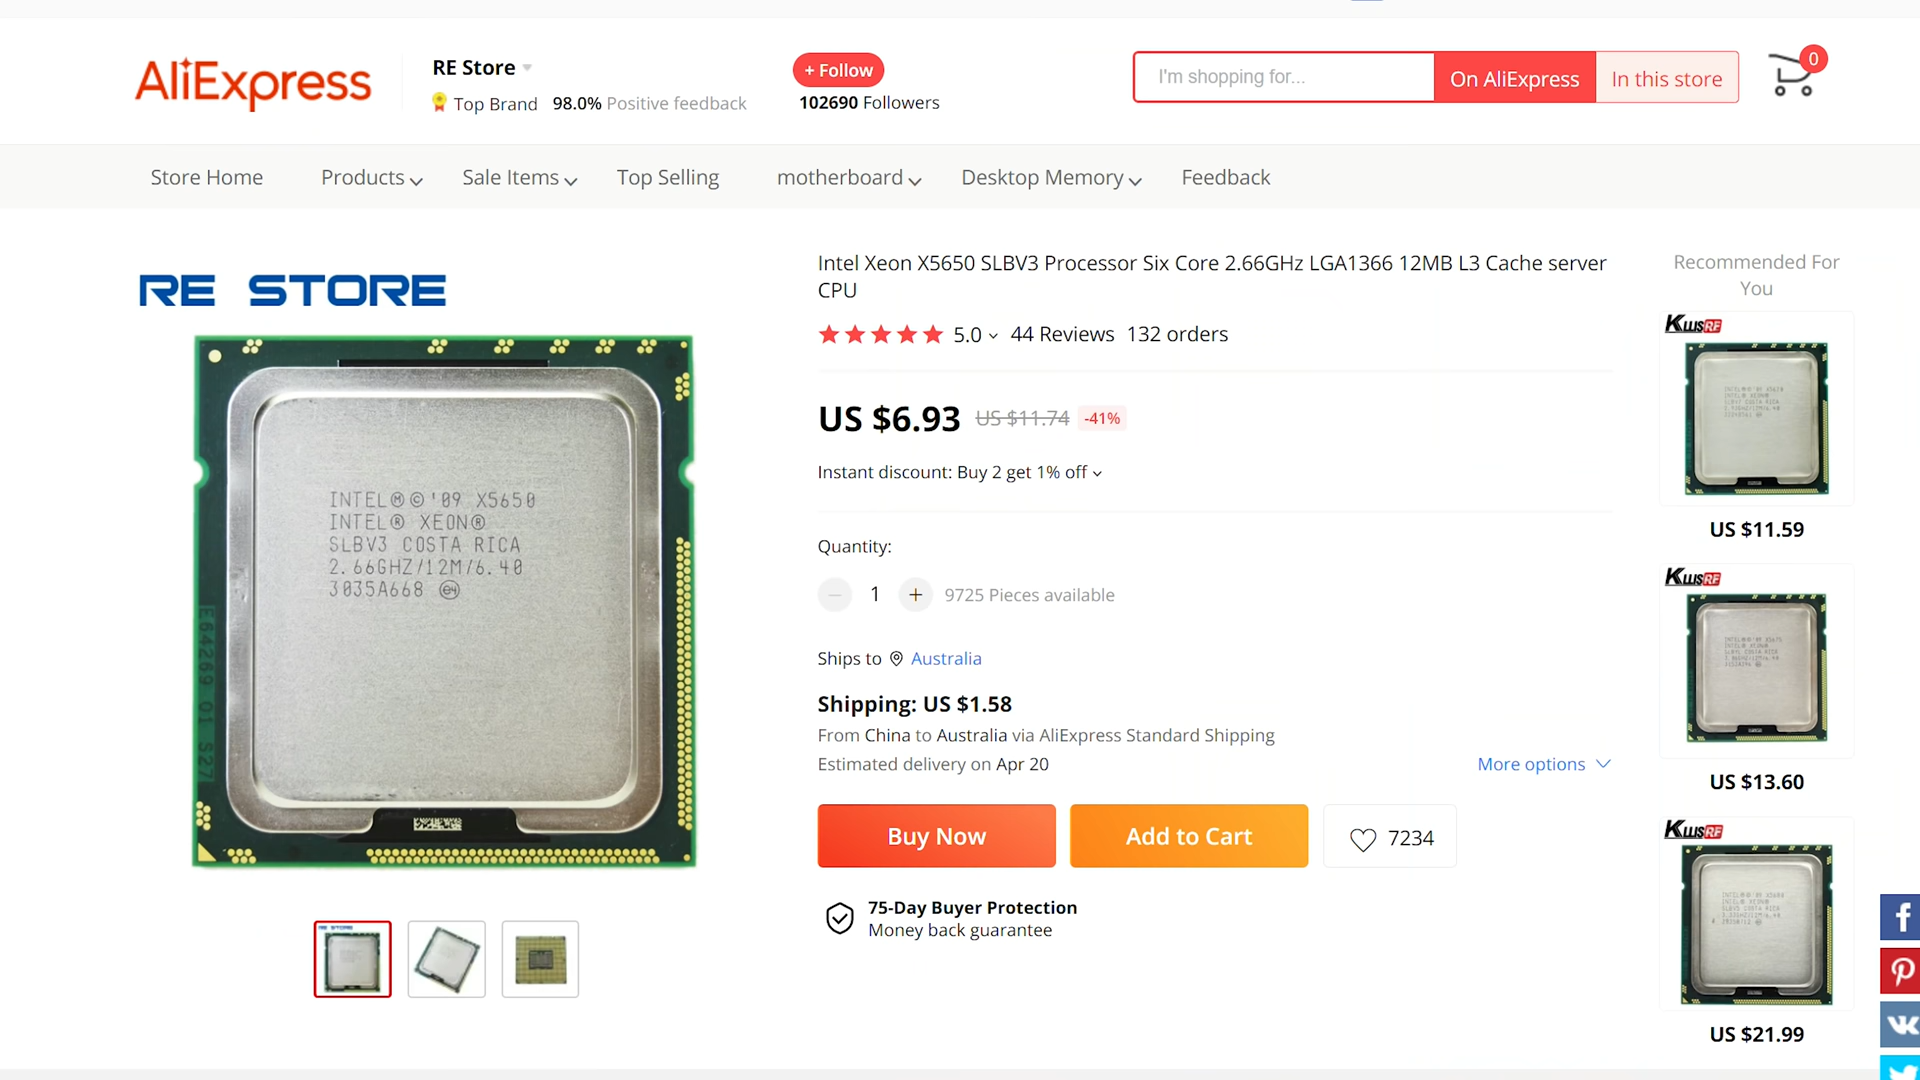 AliExpress
RE Store
Top Brand 98.0% Positive feedback
+ Follow
102690 Followers
I'm shopping for...
On AliExpress
In this store
0
Store Home
Products
Sale Items
Top Selling
motherboard
Desktop Memory
Feedback
RE STORE
INTEL®©'09 X5650
INTEL® XEON®
SLBV3 COSTA RICA
2.66GHZ/12M/6.40
3035A668 e4
Intel Xeon X5650 SLBV3 Processor Six Core 2.66GHz LGA1366 12MB L3 Cache server
CPU
5.0 44 Reviews 132 orders
US $6.93 US $11.74 -41%
Instant discount: Buy 2 get 1% off
Quantity:
1
9725 Pieces available
Ships to Australia
Shipping: US $1.58
From China to Australia via AliExpress Standard Shipping
Estimated delivery on Apr 20
More options
Buy Now
Add to Cart
7234
75-Day Buyer Protection
Money back guarantee
Recommended For
You
KLLISRE
US $11.59
KLLISRE
US $13.60
KLLISRE
US $21.99